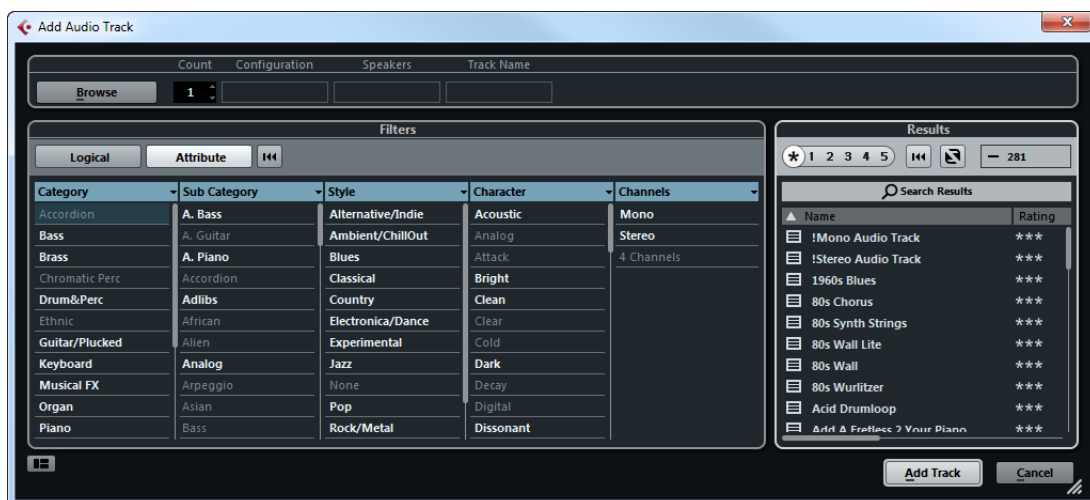 Add Audio Track
Count Configuration Speakers Track Name
Browse 1
Filters
Logical Attribute
Category Sub Category Style Character Channels
Accordion A. Bass Alternative/Indie Acoustic Mono
Bass A. Guitar Ambient/ChillOut Analog Stereo
Brass A. Piano Blues Attack 4 Channels
Chromatic Perc Accordion Classical Bright
Drum&Perc Adlibs Country Clean
Ethnic African Electronica/Dance Clear
Guitar/Plucked Alien Experimental Cold
Keyboard Analog Jazz Dark
Musical FX Arpeggio None Decay
Organ Asian Pop Digital
Piano Bass Rock/Metal Dissonant
Results
* 1 2 3 4 5 – 281
Search Results
Name Rating
!Mono Audio Track ***
!Stereo Audio Track ***
1960s Blues ***
80s Chorus ***
80s Synth Strings ***
80s Wall Lite ***
80s Wall ***
80s Wurlitzer ***
Acid Drumloop ***
Add A Fretless 2 Your Piano ***
Add Track Cancel